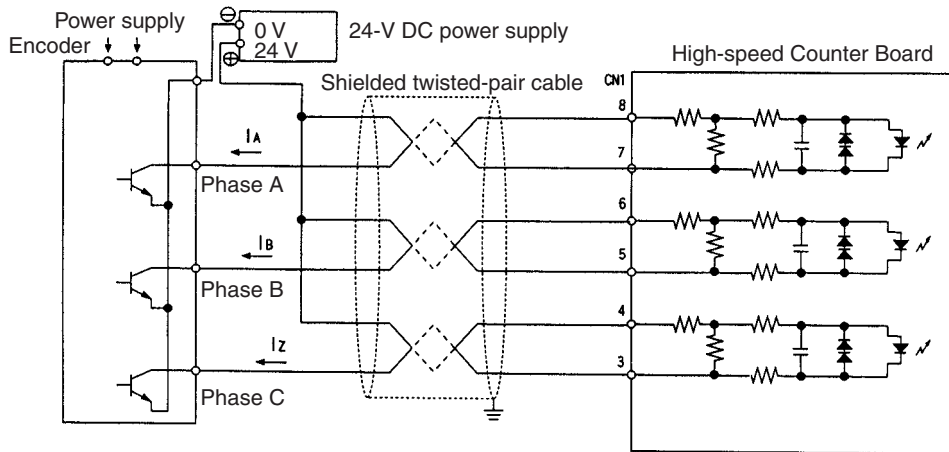 Power supply
Encoder
⊖
0 V
24 V
⊕
24-V DC power supply
Shielded twisted-pair cable
High-speed Counter Board
CN1
8
IA
7
Phase A
6
IB
5
Phase B
4
IZ
3
Phase C